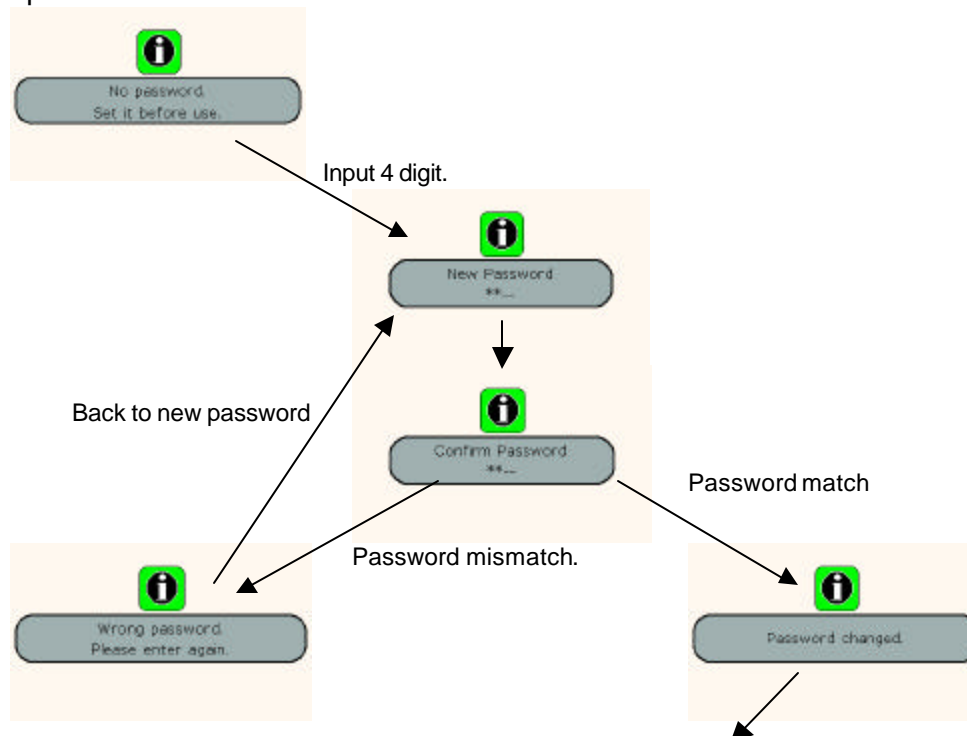 No password.
Set it before use.
Input 4 digit.
New Password
**__
Confirm Password
**__
Back to new password
Password match
Password mismatch.
Wrong password.
Please enter again.
Password changed.